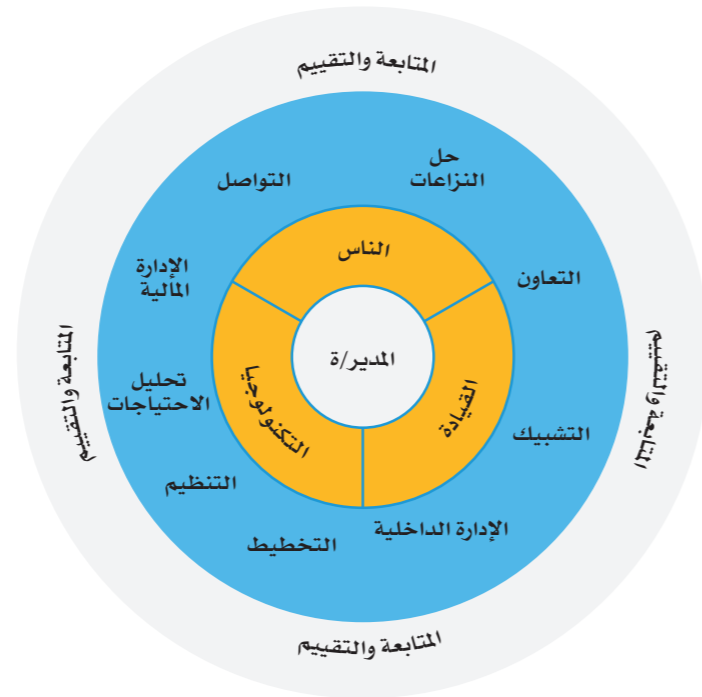 المتابعة والتقييم
حل
النزاعات
التواصل
الناس
التعاون
الإدارة
المالية
المدير/ة
المتابعة والتقييم
المتابعة والتقييم
تحليل
الاحتياجات
التكنولوجيا
القيادة
التشبيك
التنظيم
الإدارة الداخلية
التخطيط
المتابعة والتقييم